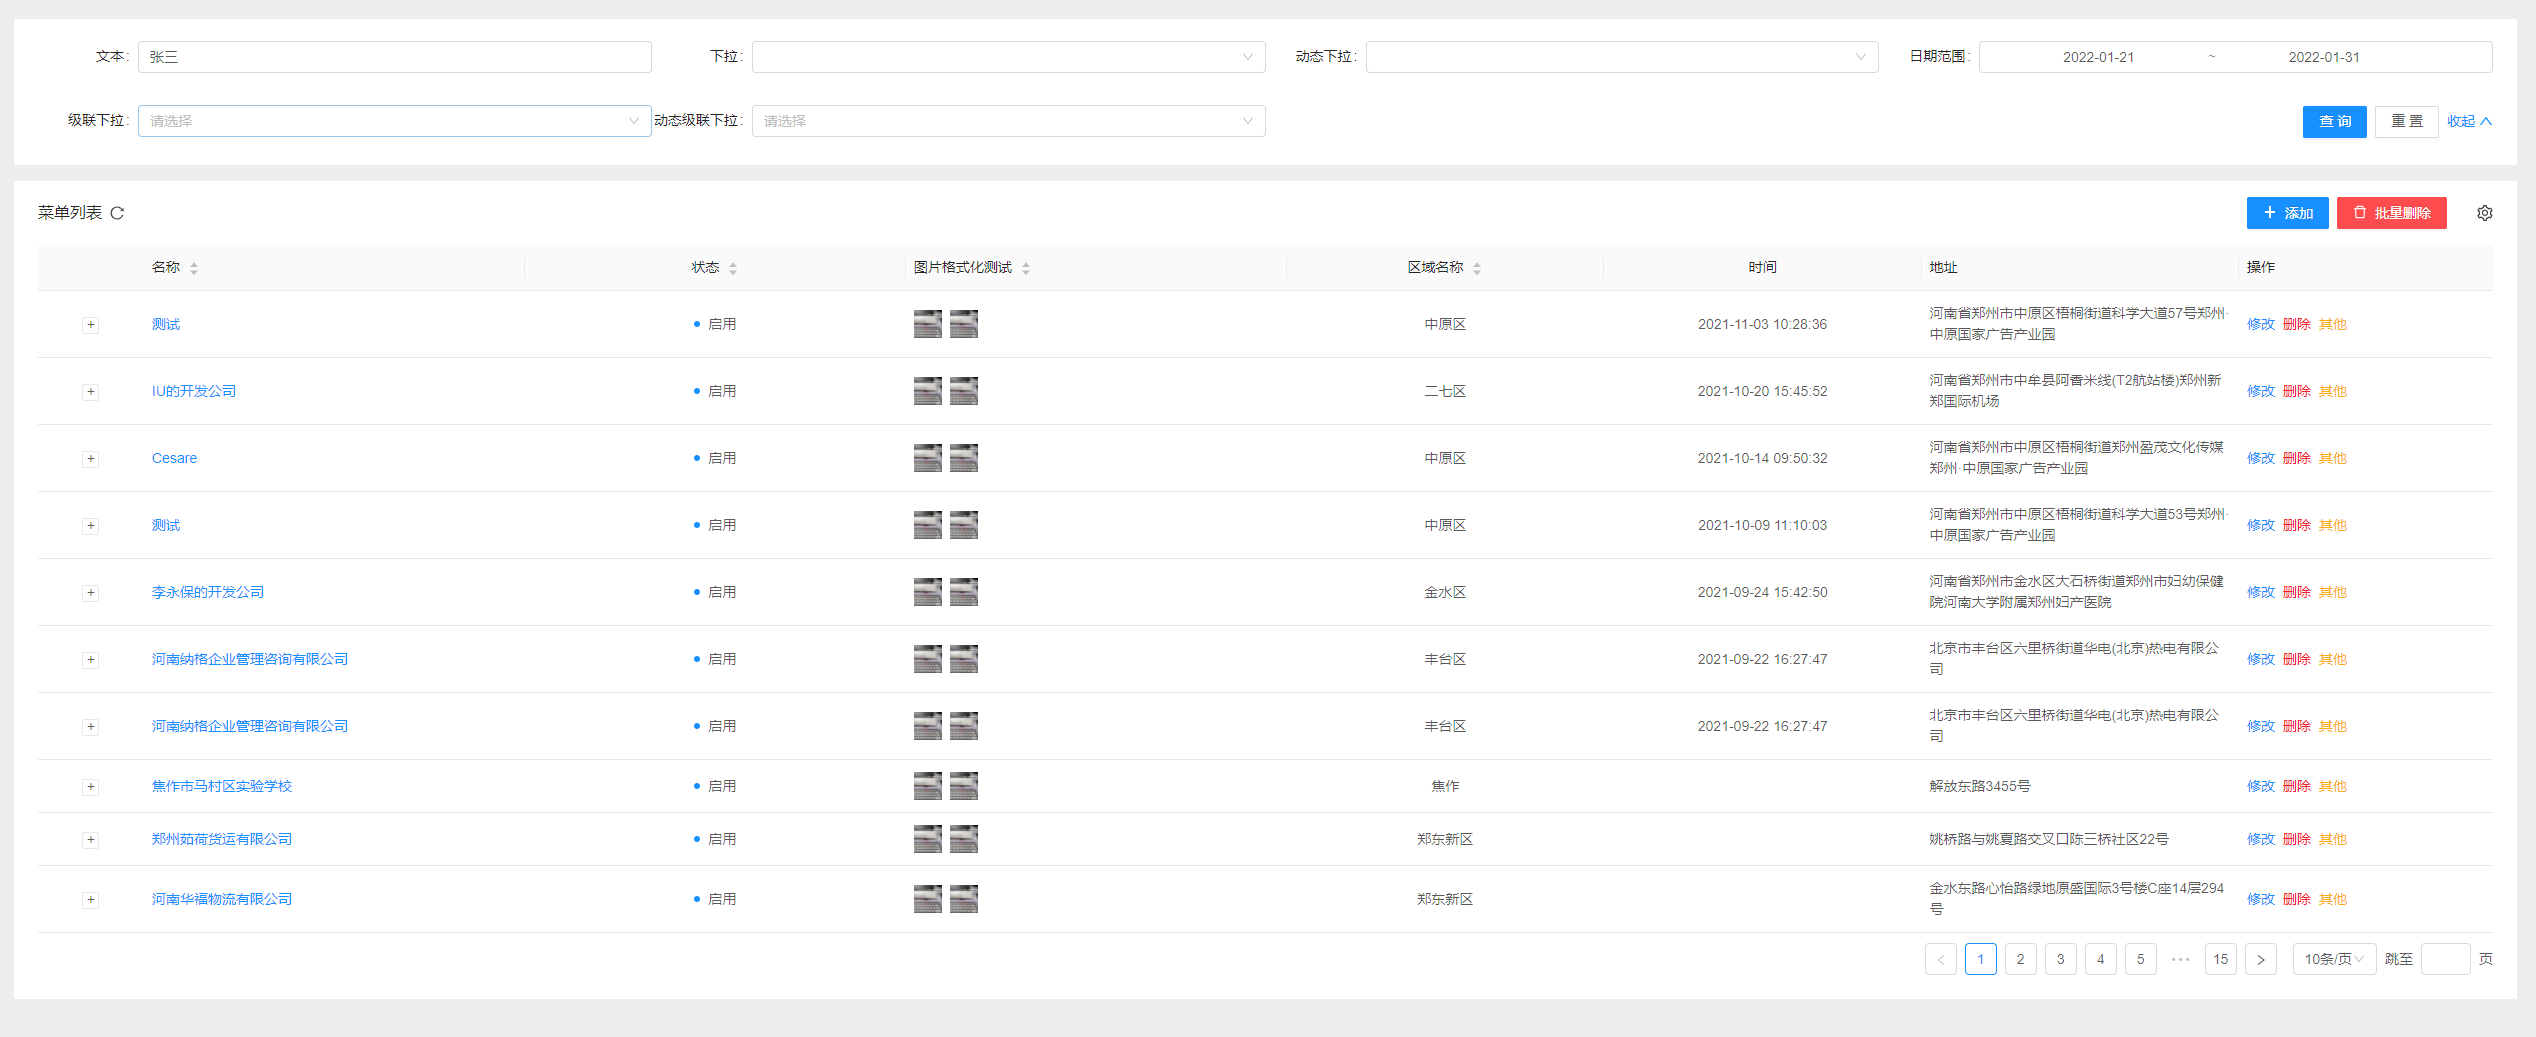 文本: 张三 下拉: 动态下拉: 日期范围: 2022-01-21 ~ 2022-01-31
级联下拉: 请选择 动态级联下拉: 请选择 查 询 重 置 收起
菜单列表 添加 批量删除
名称 状态 图片格式化测试 区域名称 时间 地址 操作
测试 启用 中原区 2021-11-03 10:28:36 河南省郑州市中原区梧桐街道科学大道57号郑州·
中原国家广告产业园 修改 删除 其他
IU的开发公司 启用 二七区 2021-10-20 15:45:52 河南省郑州市中牟县阿香米线(T2航站楼)郑州新
郑国际机场 修改 删除 其他
Cesare 启用 中原区 2021-10-14 09:50:32 河南省郑州市中原区梧桐街道郑州盈茂文化传媒
郑州·中原国家广告产业园 修改 删除 其他
测试 启用 中原区 2021-10-09 11:10:03 河南省郑州市中原区梧桐街道科学大道53号郑州·
中原国家广告产业园 修改 删除 其他
李永保的开发公司 启用 金水区 2021-09-24 15:42:50 河南省郑州市金水区大石桥街道郑州市妇幼保健
院河南大学附属郑州妇产医院 修改 删除 其他
河南纳格企业管理咨询有限公司 启用 丰台区 2021-09-22 16:27:47 北京市丰台区六里桥街道华电(北京)热电有限公
司 修改 删除 其他
河南纳格企业管理咨询有限公司 启用 丰台区 2021-09-22 16:27:47 北京市丰台区六里桥街道华电(北京)热电有限公
司 修改 删除 其他
焦作市马村区实验学校 启用 焦作 解放东路3455号 修改 删除 其他
郑州茹荷货运有限公司 启用 郑东新区 姚桥路与姚夏路交叉口陈三桥社区22号 修改 删除 其他
河南华福物流有限公司 启用 郑东新区 金水东路心怡路绿地原盛国际3号楼C座14层294
号 修改 删除 其他
< 1 2 3 4 5 ••• 15 > 10条/页 跳至 页